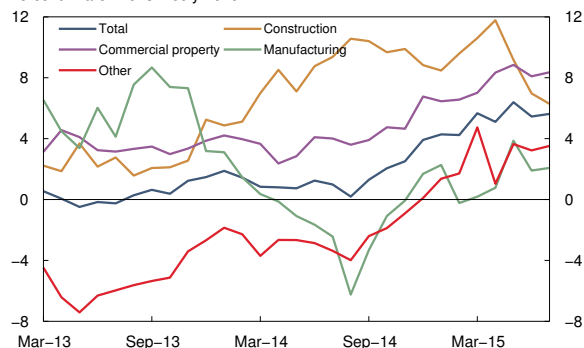 12 12
Total Construction
Commercial property Manufacturing
Other
8 8
4 4
0 0
−4 −4
−8 −8
Mar−13 Sep−13 Mar−14 Sep−14 Mar−15